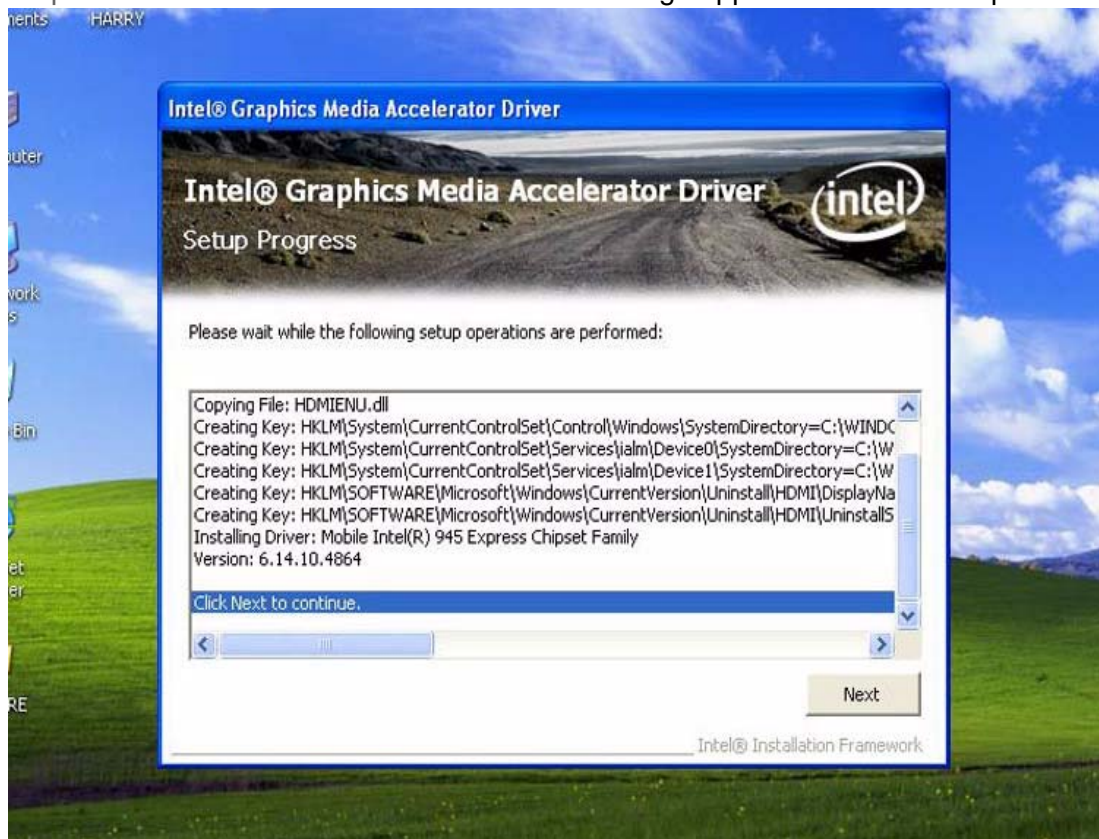 HARRY
Intel® Graphics Media Accelerator Driver
Intel® Graphics Media Accelerator Driver
intel
Setup Progress
Please wait while the following setup operations are performed:
Copying File: HDMIENU.dll
Creating Key: HKLM\System\CurrentControlSet\Control\Windows\SystemDirectory=C:\WIND
Creating Key: HKLM\System\CurrentControlSet\Services\ialm\Device0\SystemDirectory=C:\W
Creating Key: HKLM\System\CurrentControlSet\Services\ialm\Device1\SystemDirectory=C:\W
Creating Key: HKLM\SOFTWARE\Microsoft\Windows\CurrentVersion\Uninstall\HDMI\DisplayNa
Creating Key: HKLM\SOFTWARE\Microsoft\Windows\CurrentVersion\Uninstall\HDMI\UninstallS
Installing Driver: Mobile Intel(R) 945 Express Chipset Family
Version: 6.14.10.4864
Click Next to continue.
Bin
Next
Intel® Installation Framework